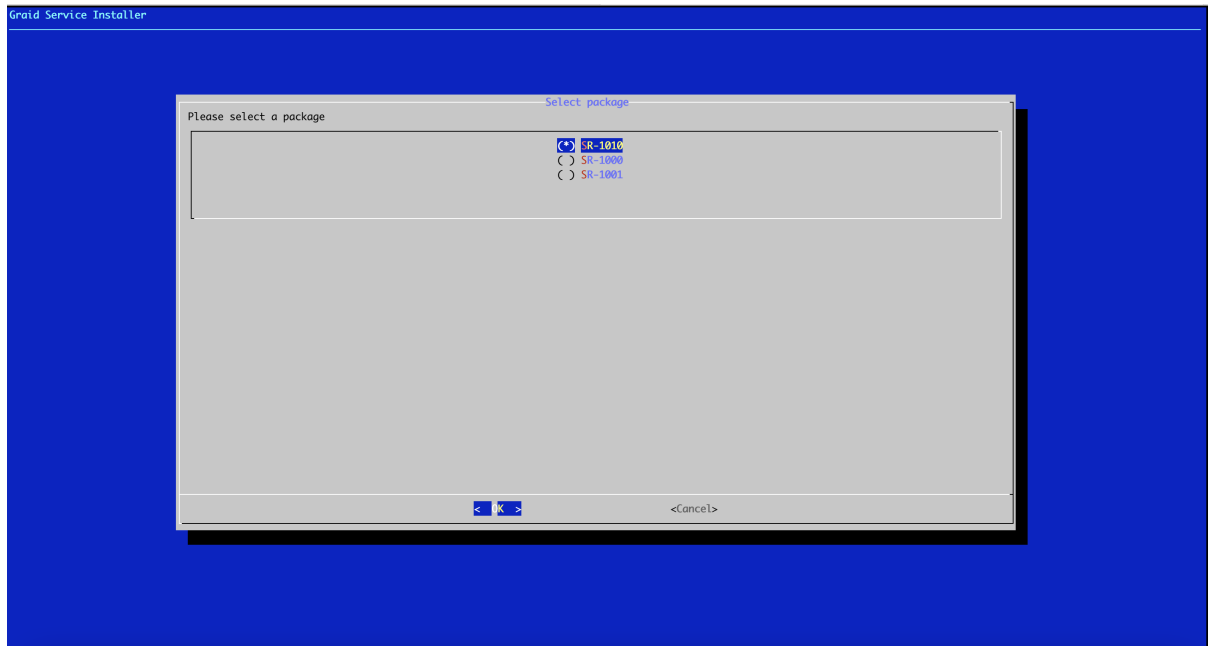 Graid Service Installer
Select package
Please select a package
(*) SR-1010
( ) SR-1000
( ) SR-1001
< OK > <Cancel>